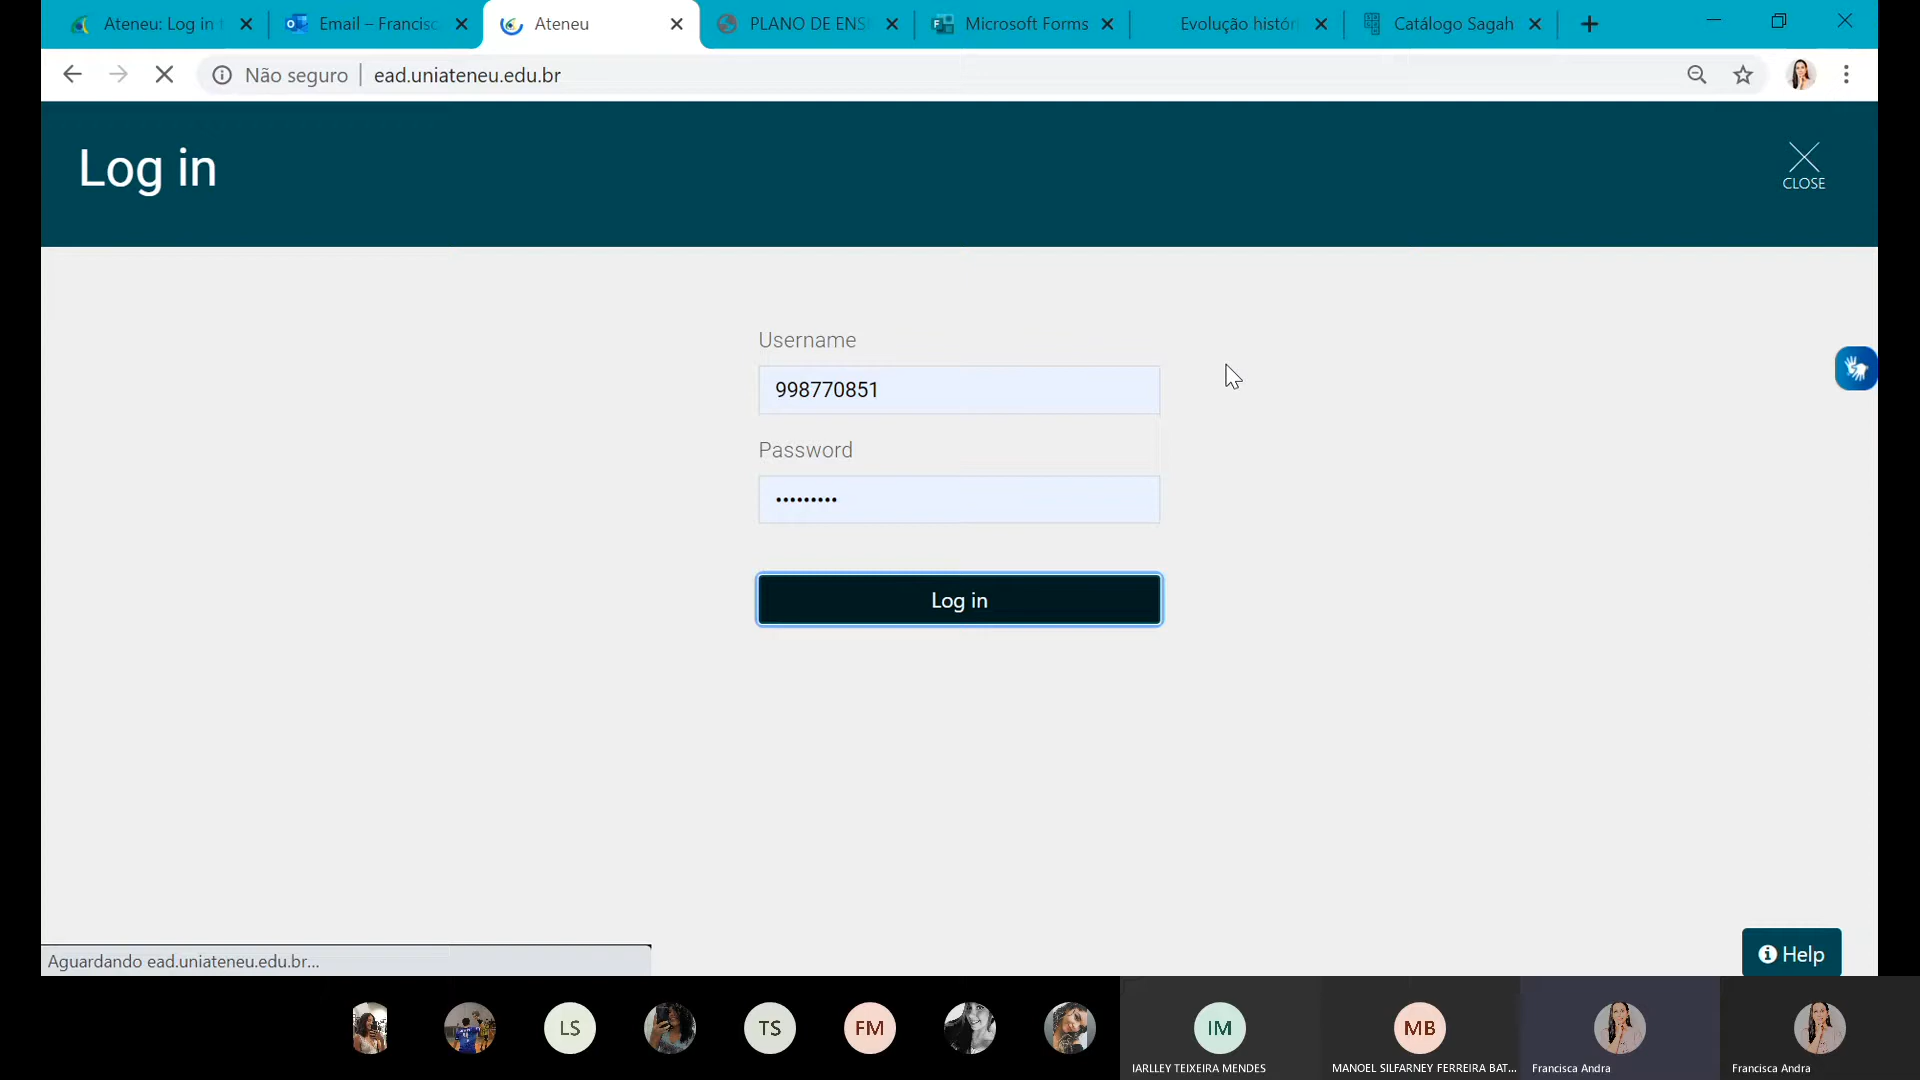 Ateneu: Log in t
Email – Francisc
Ateneu
PLANO DE ENSI
Microsoft Forms
Evolução históri
Catálogo Sagah
Não seguro
ead.uniateneu.edu.br
Log in
CLOSE
Username
998770851
Password
•••••••••
Log in
Aguardando ead.uniateneu.edu.br...
Help
LS
TS
FM
IM
MB
IARLLEY TEIXEIRA MENDES
MANOEL SILFARNEY FERREIRA BAT...
Francisca Andra
Francisca Andra